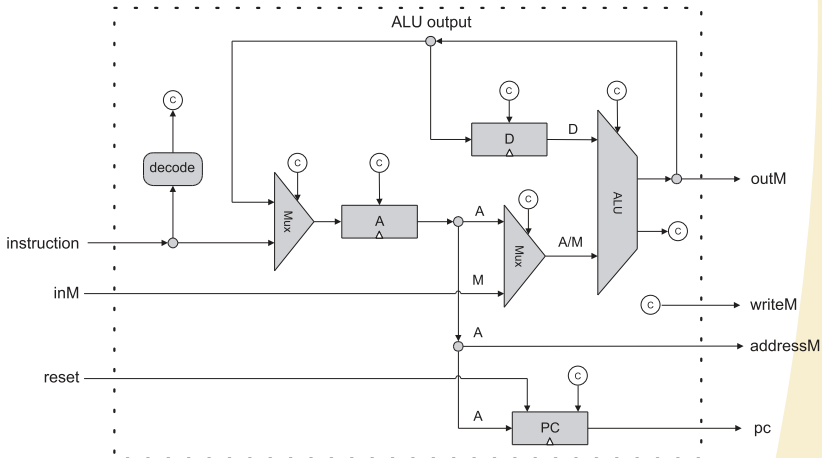 ALU output
C
C
C
D
D
decode
C
C
ALU
outM
Mux
A
A
C
Mux
A/M
C
instruction
inM
M
C
writeM
A
addressM
reset
C
A
PC
pc